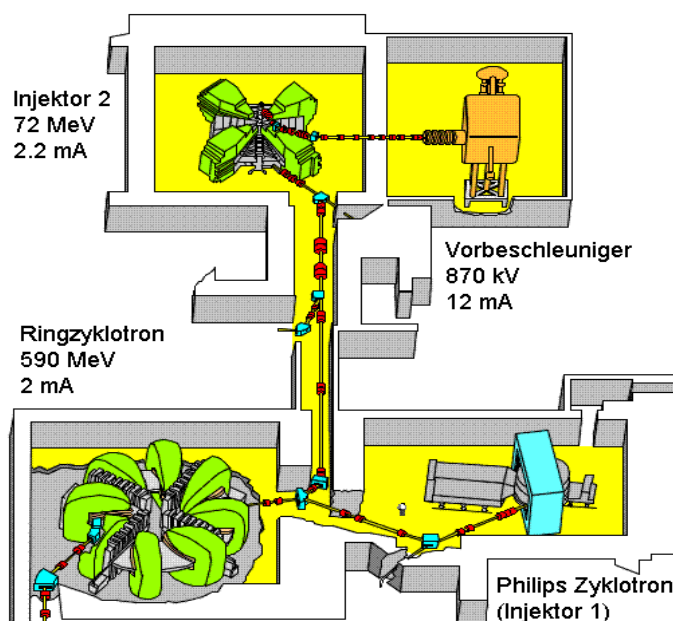 Injektor 2
72 MeV
2.2 mA
Vorbeschleuniger
870 kV
12 mA
Ringzyklotron
590 MeV
2 mA
Philips Zyklotron
(Injektor 1)